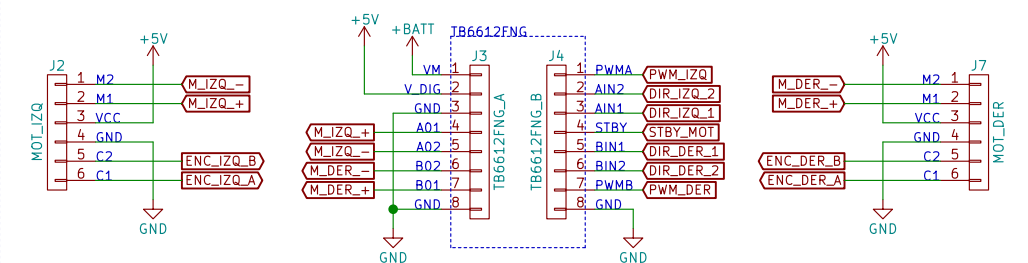 J2
MOT_IZQ
+5V
1 M2 M_IZQ_-
2 M1 M_IZQ_+
3 VCC
4 GND
5 C2 ENC_IZQ_B
6 C1 ENC_IZQ_A
GND
+5V
+BATT
TB6612FNG
J3
TB6612FNG_A
VM 1
V_DIG 2
GND 3
M_IZQ_+ AO1 4
M_IZQ_- AO2 5
M_DER_- BO2 6
M_DER_+ BO1 7
GND 8
GND
J4
TB6612FNG_B
1 PWMA PWM_IZQ
2 AIN2 DIR_IZQ_2
3 AIN1 DIR_IZQ_1
4 STBY STBY_MOT
5 BIN1 DIR_DER_1
6 BIN2 DIR_DER_2
7 PWMB PWM_DER
8 GND
GND
+5V
J7
MOT_DER
M_DER_- M2 1
M_DER_+ M1 2
VCC 3
GND 4
ENC_DER_B C2 5
ENC_DER_A C1 6
GND